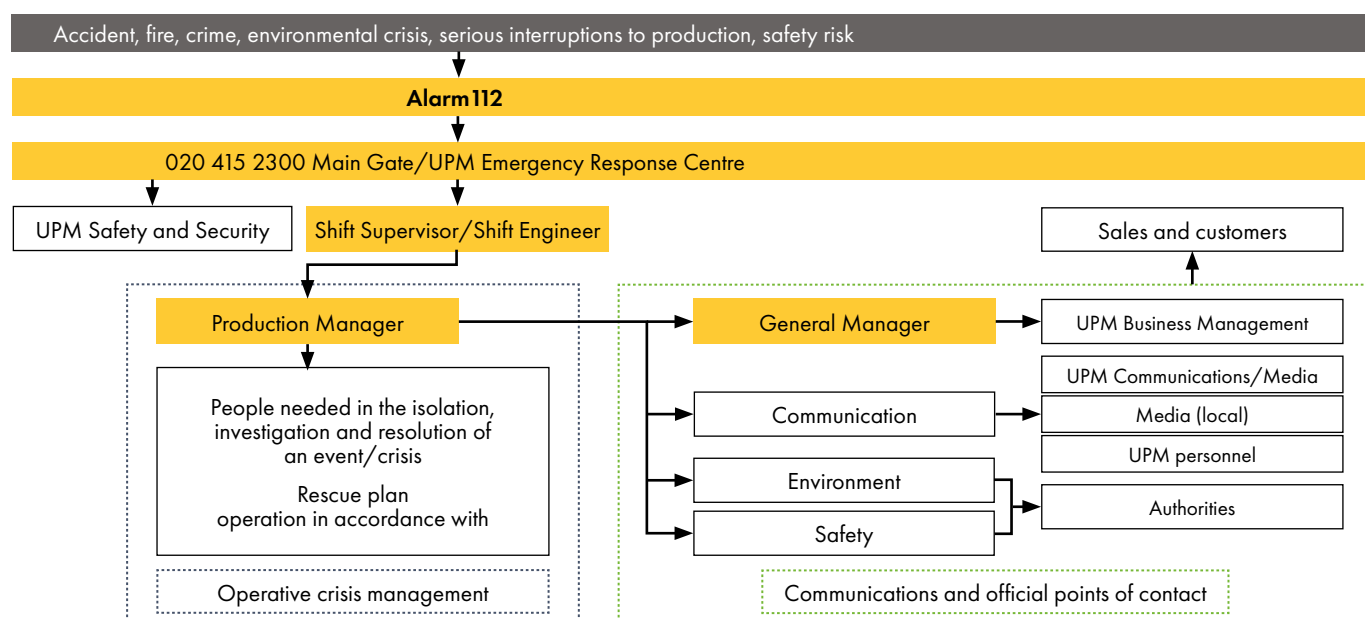 Accident, fire, crime, environmental crisis, serious interruptions to production, safety risk
Alarm112
020 415 2300 Main Gate/UPM Emergency Response Centre
UPM Safety and Security
Shift Supervisor/Shift Engineer
Sales and customers
Production Manager
General Manager
UPM Business Management
People needed in the isolation,
investigation and resolution of
an event/crisis
Rescue plan
operation in accordance with
UPM Communications/Media
Communication
Media (local)
UPM personnel
Environment
Authorities
Safety
Operative crisis management
Communications and official points of contact